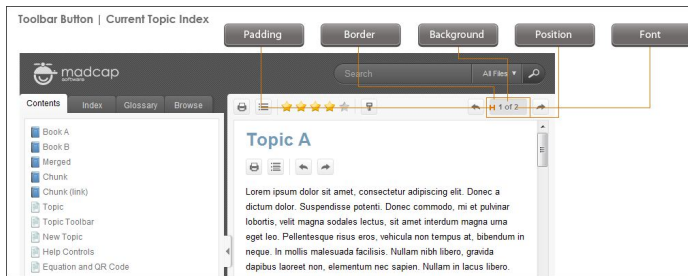 Toolbar Button | Current Topic Index
Padding
Border
Background
Position
Font
madcap
software
Search
All Files
Contents
Index
Glossary
Browse
1 of 2
Book A
Book B
Merged
Chunk
Chunk (link)
Topic
Topic Toolbar
New Topic
Help Controls
Equation and QR Code
Topic A
Lorem ipsum dolor sit amet, consectetur adipiscing elit. Donec a
dictum dolor. Suspendisse potenti. Donec commodo, mi et pulvinar
lobortis, velit magna sodales lectus, sit amet interdum magna urna
eget leo. Pellentesque risus eros, vehicula non tempus at, bibendum in
neque. In mollis malesuada facilisis. Nullam nibh libero, gravida
dapibus laoreet non, elementum nec sapien. Nullam in lacus libero.